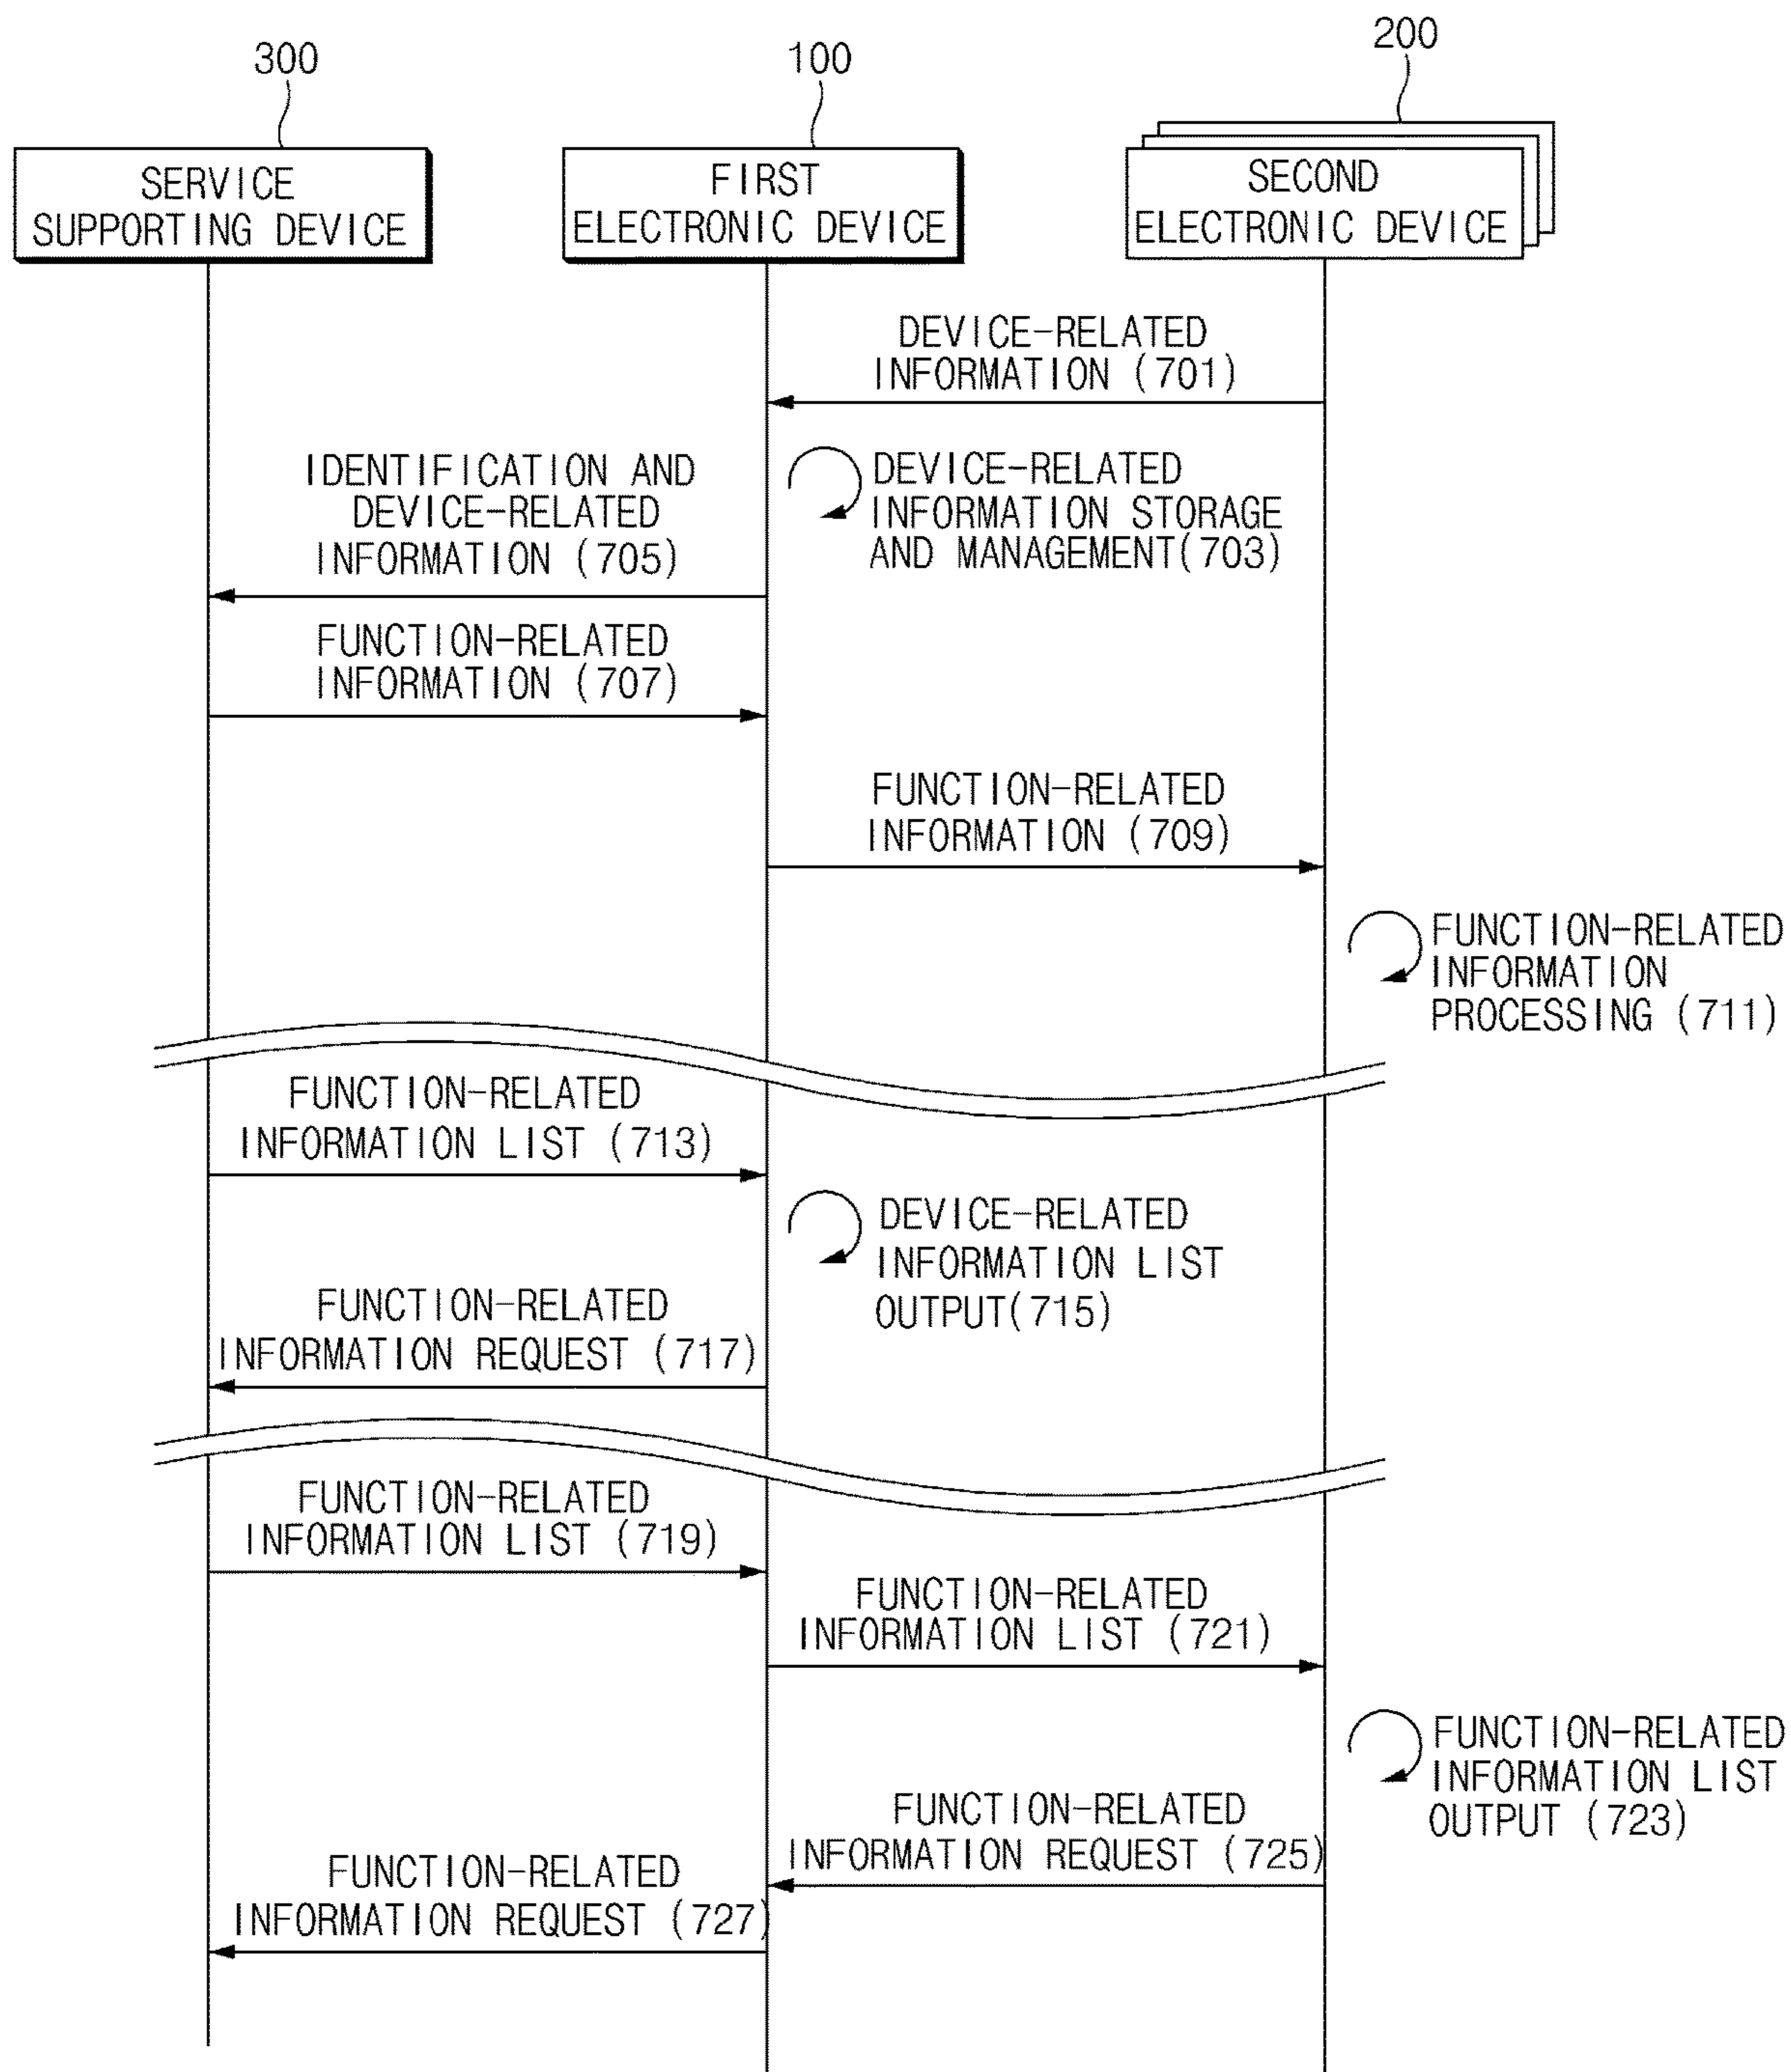 300
100
200
SERVICE
SUPPORTING DEVICE
FIRST
ELECTRONIC DEVICE
SECOND
ELECTRONIC DEVICE
DEVICE-RELATED
INFORMATION (701)
DEVICE-RELATED
INFORMATION STORAGE
AND MANAGEMENT(703)
IDENTIFICATION AND
DEVICE-RELATED
INFORMATION (705)
FUNCTION-RELATED
INFORMATION (707)
FUNCTION-RELATED
INFORMATION (709)
FUNCTION-RELATED
INFORMATION
PROCESSING (711)
FUNCTION-RELATED
INFORMATION LIST (713)
DEVICE-RELATED
INFORMATION LIST
OUTPUT(715)
FUNCTION-RELATED
INFORMATION REQUEST (717)
FUNCTION-RELATED
INFORMATION LIST (719)
FUNCTION-RELATED
INFORMATION LIST (721)
FUNCTION-RELATED
INFORMATION LIST
OUTPUT (723)
FUNCTION-RELATED
INFORMATION REQUEST (725)
FUNCTION-RELATED
INFORMATION REQUEST (727)